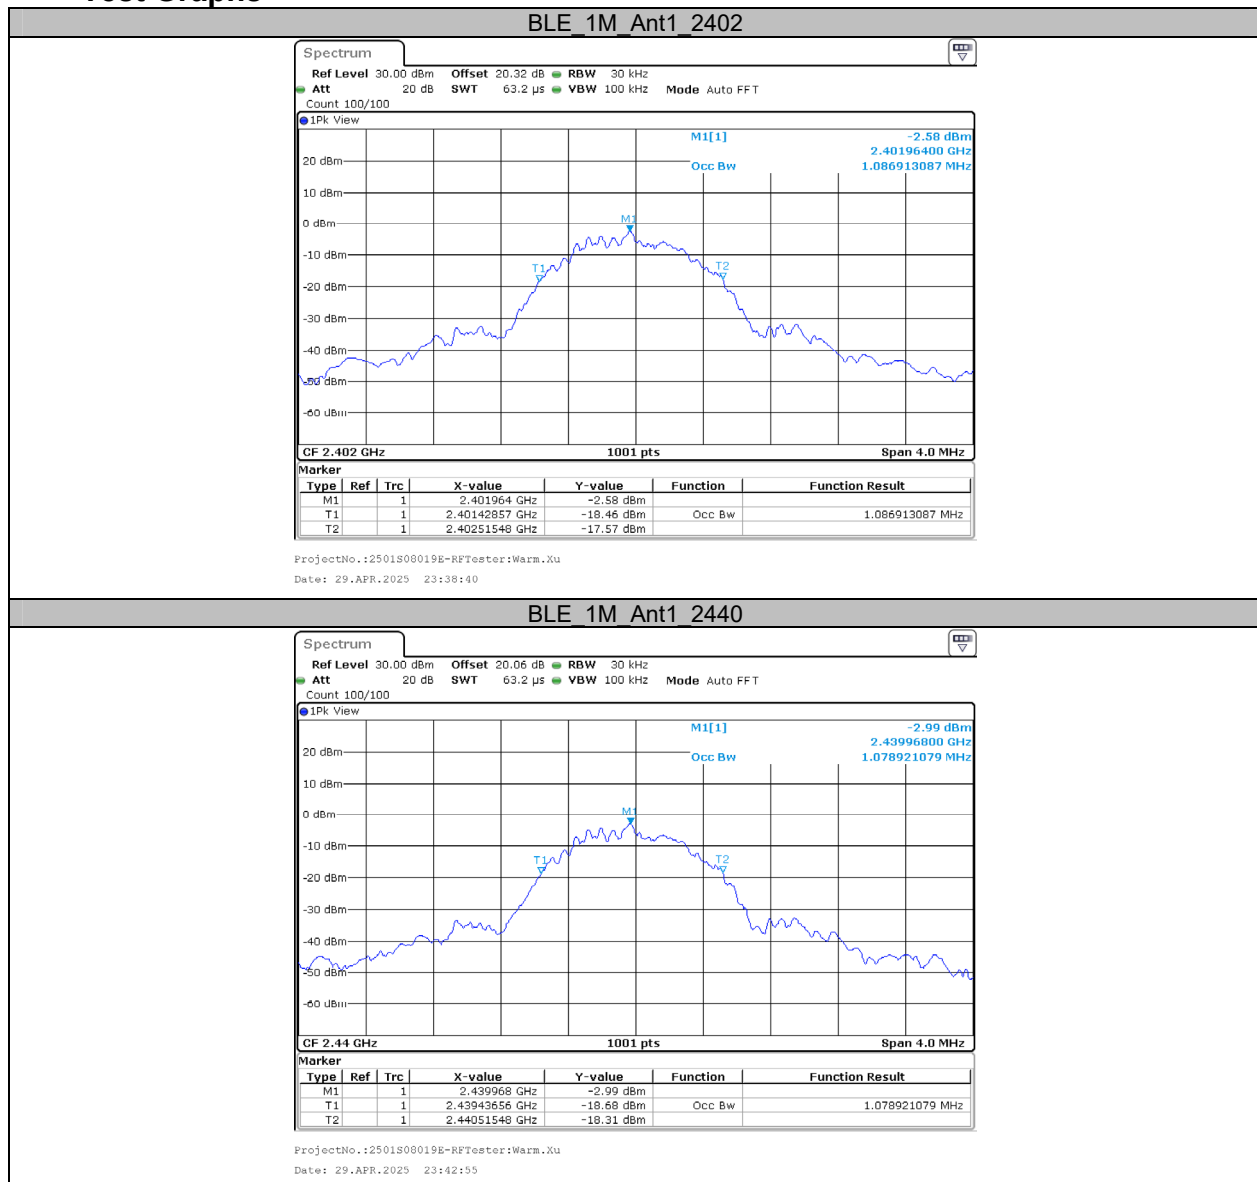 Test Graphs
BLE_1M_Ant1_2402
Spectrum
Ref Level 30.00 dBm Offset 20.32 dB RBW 30 kHz
Att 20 dB SWT 63.2 µs VBW 100 kHz Mode Auto FFT
Count 100/100
1Pk View
M1[1] -2.58 dBm
2.40196400 GHz
Occ Bw 1.086913087 MHz
20 dBm
10 dBm
0 dBm
M1
-10 dBm
T1 T2
-20 dBm
-30 dBm
-40 dBm
-50 dBm
-60 dBm
CF 2.402 GHz 1001 pts Span 4.0 MHz
Marker
Type Ref Trc X-value Y-value Function Function Result
M1 1 2.401964 GHz -2.58 dBm
T1 1 2.40142857 GHz -18.46 dBm Occ Bw 1.086913087 MHz
T2 1 2.40251548 GHz -17.57 dBm
ProjectNo.:2501S08019E-RFTester:Warm.Xu
Date: 29.APR.2025 23:38:40
BLE_1M_Ant1_2440
Spectrum
Ref Level 30.00 dBm Offset 20.06 dB RBW 30 kHz
Att 20 dB SWT 63.2 µs VBW 100 kHz Mode Auto FFT
Count 100/100
1Pk View
M1[1] -2.99 dBm
2.43996800 GHz
Occ Bw 1.078921079 MHz
20 dBm
10 dBm
0 dBm
M1
-10 dBm
T1 T2
-20 dBm
-30 dBm
-40 dBm
-50 dBm
-60 dBm
CF 2.44 GHz 1001 pts Span 4.0 MHz
Marker
Type Ref Trc X-value Y-value Function Function Result
M1 1 2.439968 GHz -2.99 dBm
T1 1 2.43943656 GHz -18.68 dBm Occ Bw 1.078921079 MHz
T2 1 2.44051548 GHz -18.31 dBm
ProjectNo.:2501S08019E-RFTester:Warm.Xu
Date: 29.APR.2025 23:42:55